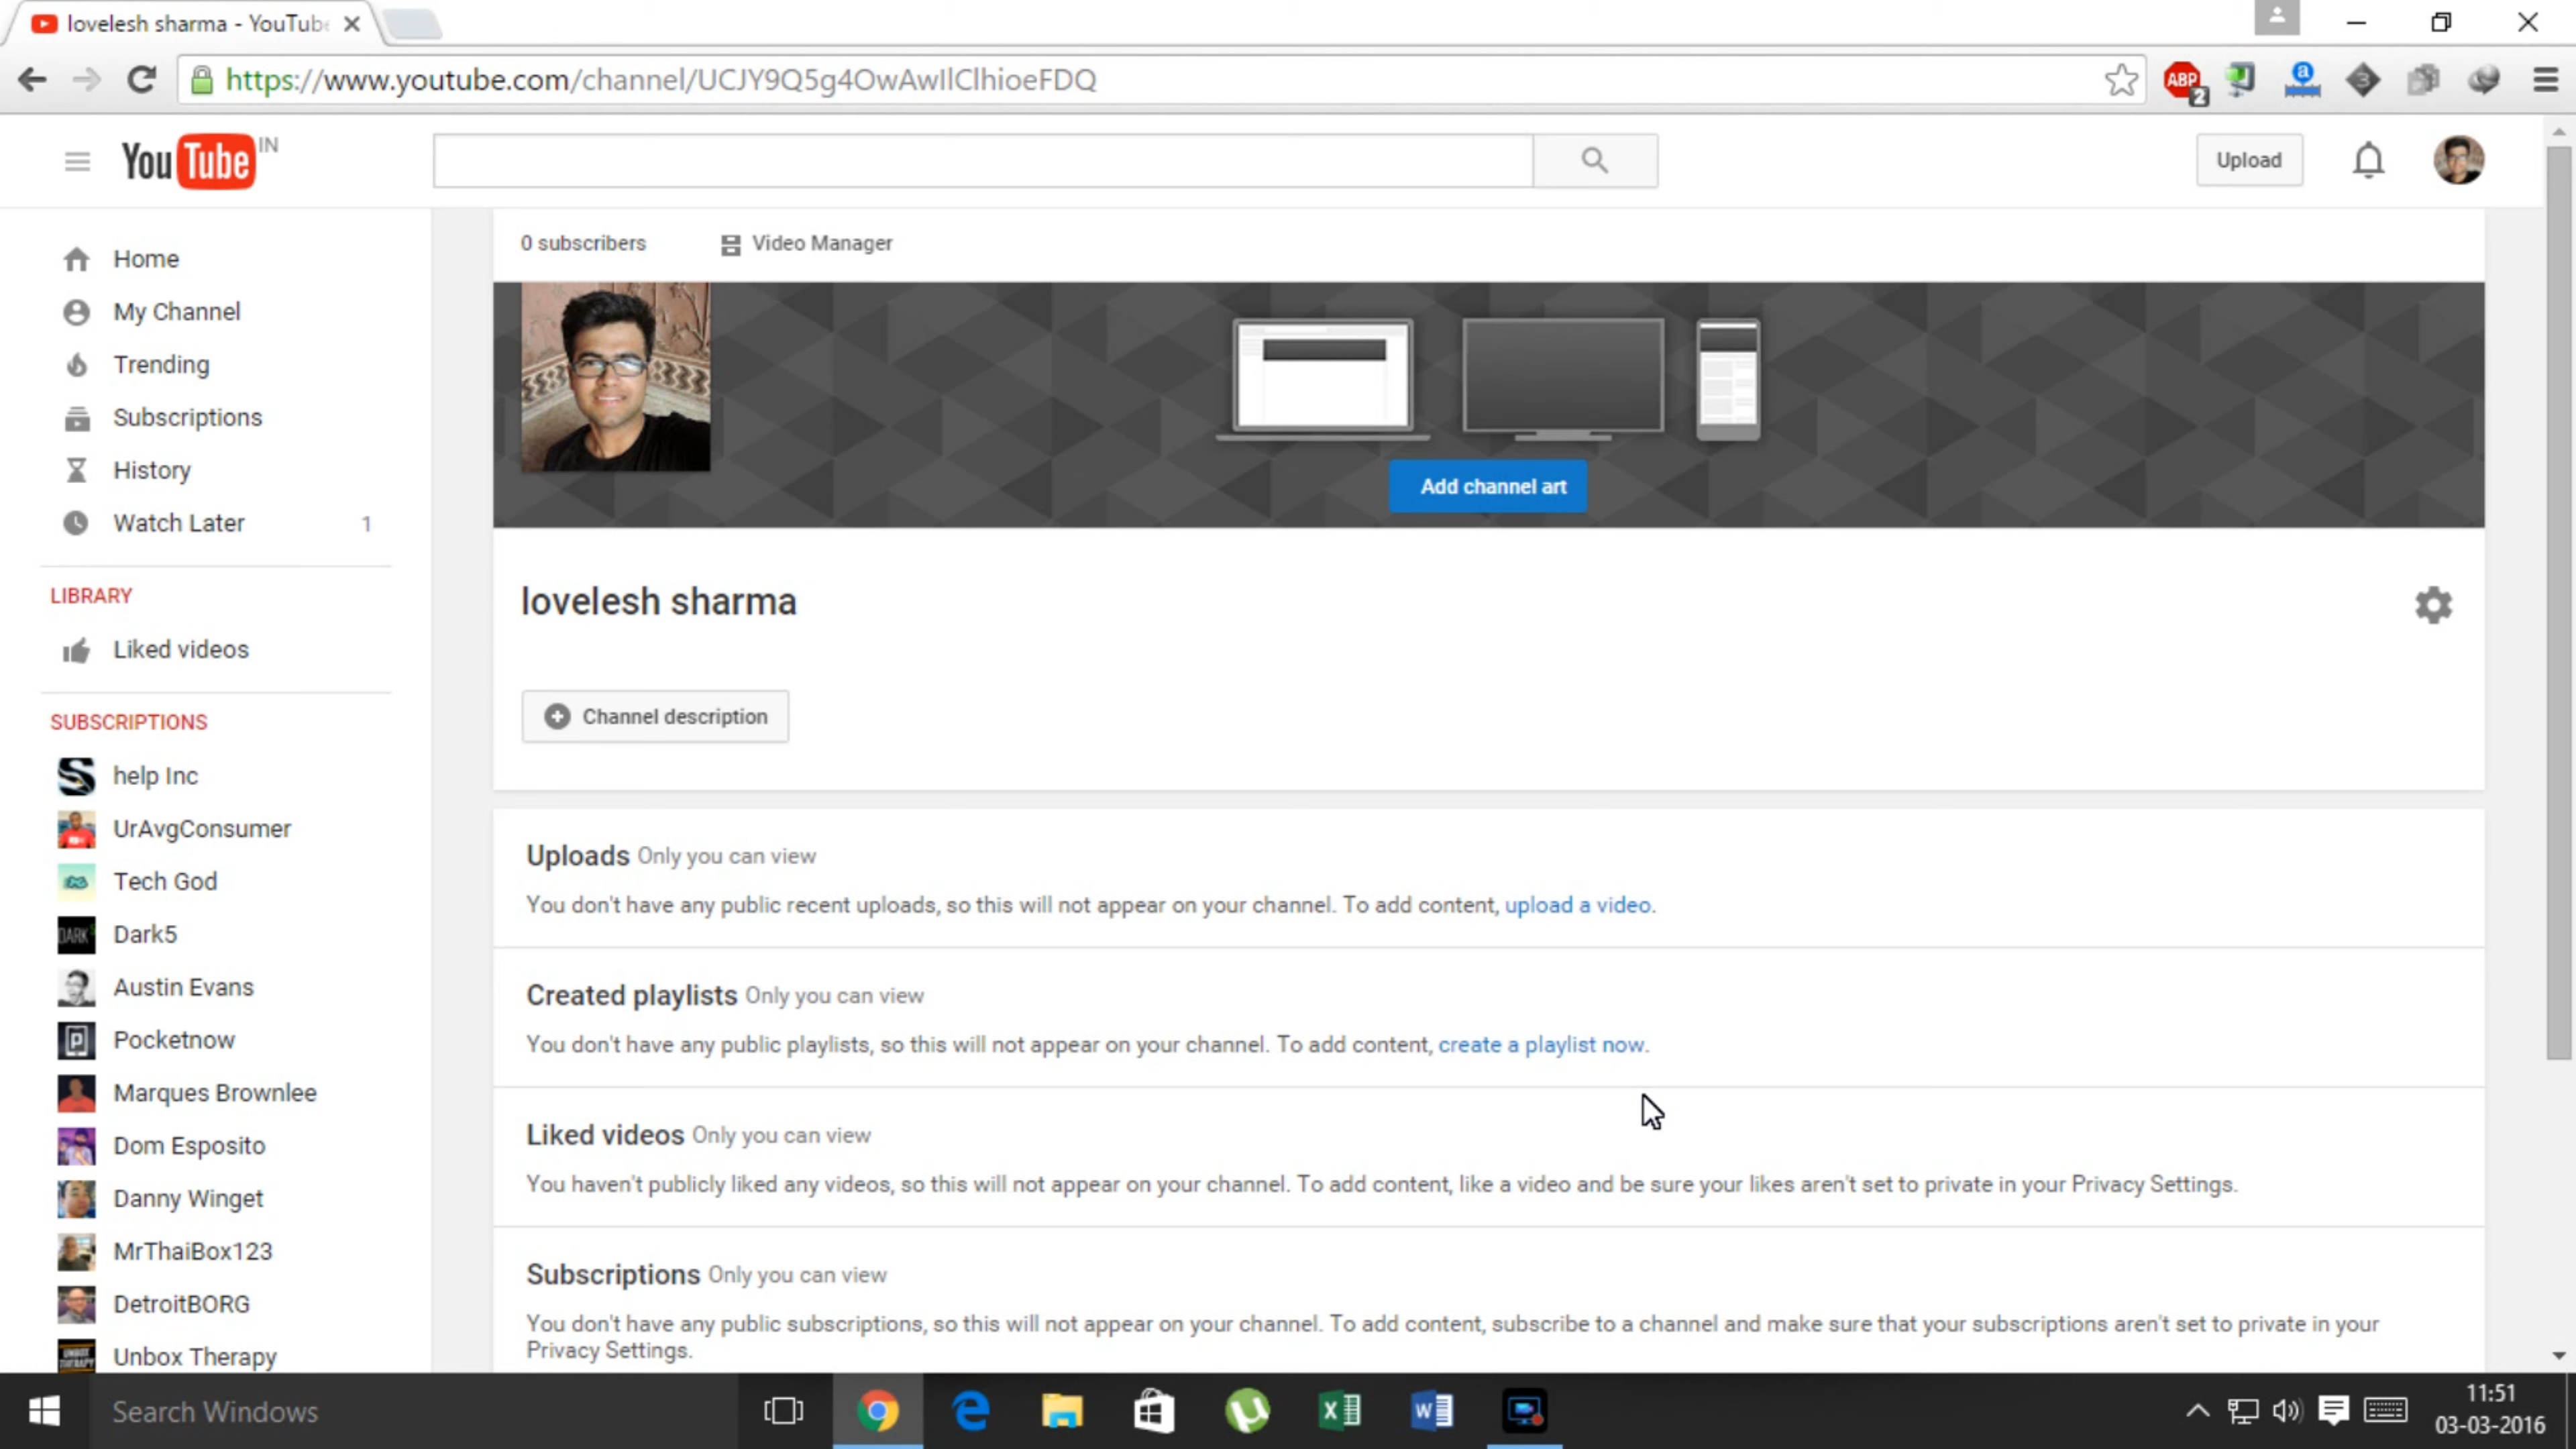 lovelesh sharma - YouTube
https://www.youtube.com/channel/UCJY9Q5g4OwAwIlClhioeFDQ
ABP
2
a
3
YouTube IN
Upload
Home
My Channel
Trending
Subscriptions
History
Watch Later 1
LIBRARY
Liked videos
SUBSCRIPTIONS
help Inc
UrAvgConsumer
Tech God
DARK
Dark5
Austin Evans
Pocketnow
Marques Brownlee
Dom Esposito
Danny Winget
MrThaiBox123
DetroitBORG
UNBOX THERAPY
Unbox Therapy
0 subscribers Video Manager
Add channel art
lovelesh sharma
Channel description
Uploads Only you can view
You don't have any public recent uploads, so this will not appear on your channel. To add content, upload a video.
Created playlists Only you can view
You don't have any public playlists, so this will not appear on your channel. To add content, create a playlist now.
Liked videos Only you can view
You haven't publicly liked any videos, so this will not appear on your channel. To add content, like a video and be sure your likes aren't set to private in your Privacy Settings.
Subscriptions Only you can view
You don't have any public subscriptions, so this will not appear on your channel. To add content, subscribe to a channel and make sure that your subscriptions aren't set to private in your
Privacy Settings.
Search Windows
11:51
03-03-2016